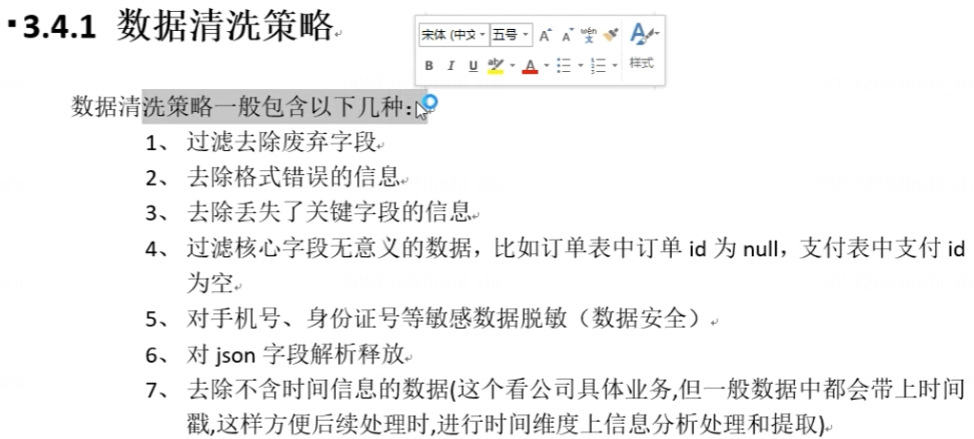 3.4.1 数据清洗策略
宋体 (中文 五号 A A wén 文 A
B I U aby A 样式
数据清洗策略一般包含以下几种：
1、 过滤去除废弃字段
2、 去除格式错误的信息
3、 去除丢失了关键字段的信息
4、 过滤核心字段无意义的数据，比如订单表中订单 id 为 null，支付表中支付 id
为空
5、 对手机号、身份证号等敏感数据脱敏（数据安全）
6、 对 json 字段解析释放
7、 去除不含时间信息的数据(这个看公司具体业务,但一般数据中都会带上时间
戳,这样方便后续处理时,进行时间维度上信息分析处理和提取)